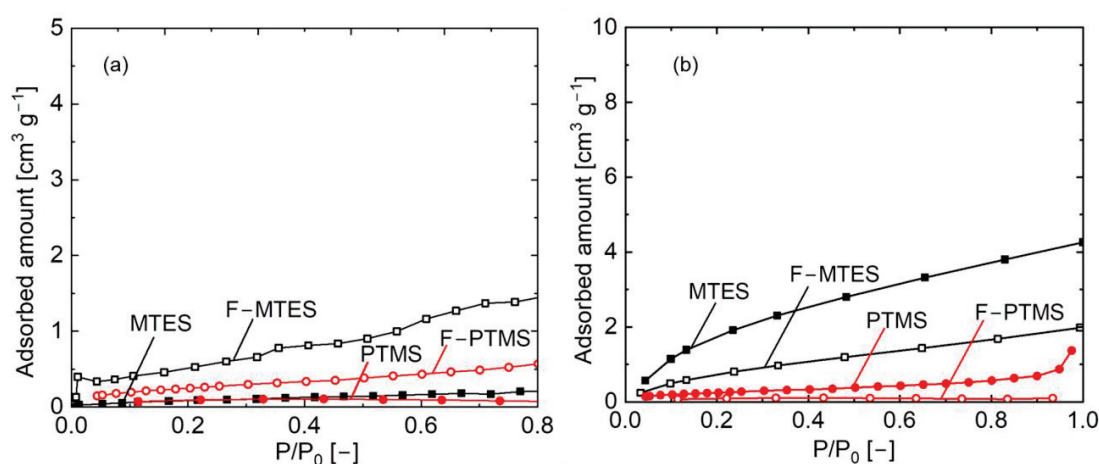 (a)
Adsorbed amount [cm³ g⁻¹]
5
4
3
2
1
0
MTES
F−MTES
PTMS
F−PTMS
0.0 0.2 0.4 0.6 0.8
P/P₀ [−]
(b)
Adsorbed amount [cm³ g⁻¹]
10
8
6
4
2
0
MTES
F−MTES
PTMS
F−PTMS
0.0 0.2 0.4 0.6 0.8 1.0
P/P₀ [−]